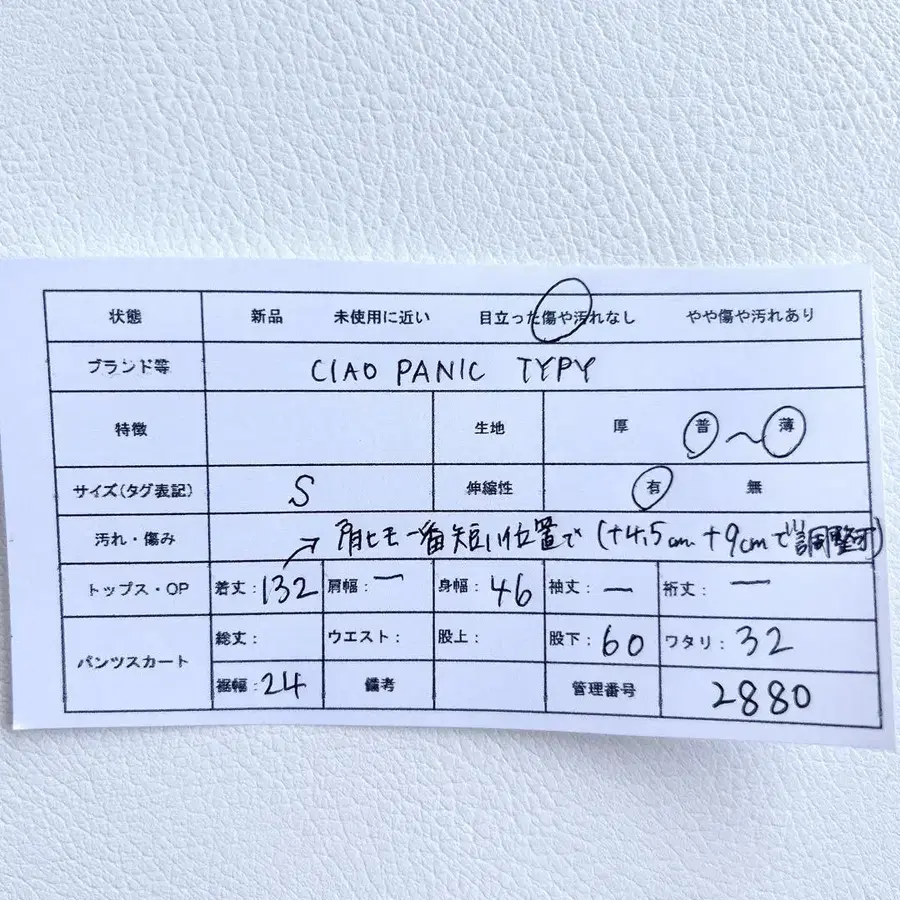 状態 新品 未使用に近い 目立った傷や汚れなし やや傷や汚れあり
ブランド等 CIAO PANIC TYPY
特徴 生地 厚 普〜薄
サイズ(タグ表記) S 伸縮性 有 無
汚れ・傷み → 肩ヒモ一番短い位置で (+4.5cm +9cmで調整可)
トップス・OP 着丈:132 肩幅:ー 身幅:46 袖丈:ー 裄丈:ー
パンツスカート 総丈: ウエスト: 股上: 股下:60 ワタリ:32
裾幅:24 備考 管理番号 2880